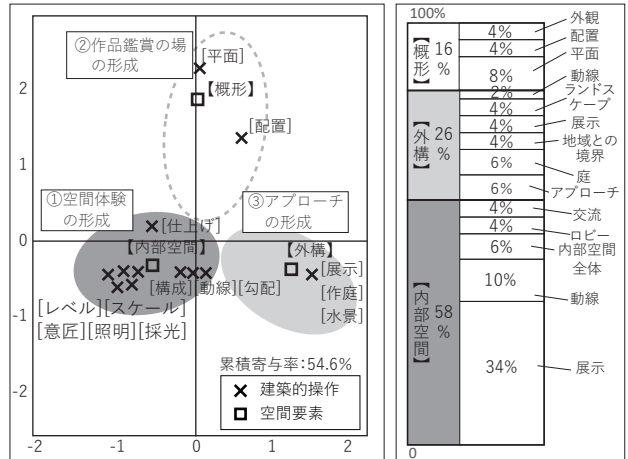 ②作品鑑賞の場
の形成
[平面]
【概形】
[配置]
①空間体験
の形成
③アプローチ
の形成
[仕上げ]
【内部空間】
【外構】
[構成][動線][勾配]
[展示]
[作庭]
[水景]
[レベル][スケール]
[意匠][照明][採光]
累積寄与率:54.6%
建築的操作
空間要素
2
1
0
-1
-2
-2
-1
0
1
2
100%
【概形】
16
%
4%
外観
4%
配置
8%
平面
【外構】
26
%
2%
動線
4%
ランドス
ケープ
4%
展示
4%
地域との
境界
6%
庭
6%
アプローチ
【内部空間】
58
%
4%
交流
4%
ロビー
6%
内部空間
全体
10%
動線
34%
展示
0